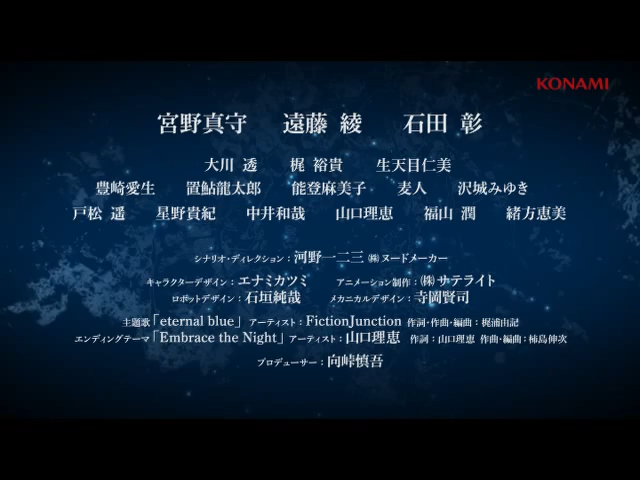 KONAMI
宮野真守 遠藤 綾 石田 彰
大川 透 梶 裕貴 生天目仁美
豊崎愛生 置鮎龍太郎 能登麻美子 麦人 沢城みゆき
戸松 遥 星野貴紀 中井和哉 山口理恵 福山 潤 緒方恵美
シナリオ・ディレクション：河野一二三 ㈱ ヌードメーカー
キャラクターデザイン：エナミカツミ アニメーション制作：㈱ サテライト
ロボットデザイン：石垣純哉 メカニカルデザイン：寺岡賢司
主題歌「eternal blue」 アーティスト：FictionJunction 作詞・作曲・編曲：梶浦由記
エンディングテーマ「Embrace the Night」 アーティスト：山口理恵 作詞：山口理恵 作曲・編曲：柿島伸次
プロデューサー：向峠慎吾